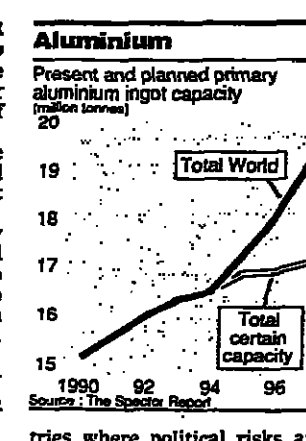 Aluminium
Present and planned primary
aluminium ingot capacity
(million tonnes)
20
19
Total World
18
17
16
Total
certain
capacity
15
1990 92 94 96
Source: The Spector Report
tries where political risks